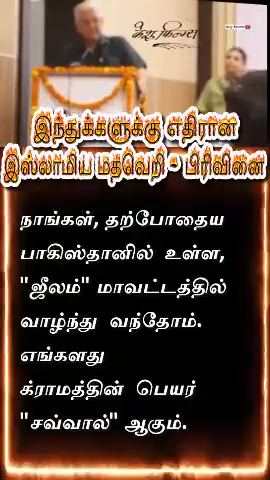 केशू फिल्म्स
இந்துக்களுக்கு எதிரான
இஸ்லாமிய மதவெறி - பிரிவினை
நாங்கள், தற்போதைய
பாகிஸ்தானில் உள்ள,
"ஜீலம்" மாவட்டத்தில்
வாழ்ந்து வந்தோம்.
எங்களது
க்ராமத்தின் பெயர்
"சவ்வால்" ஆகும்.